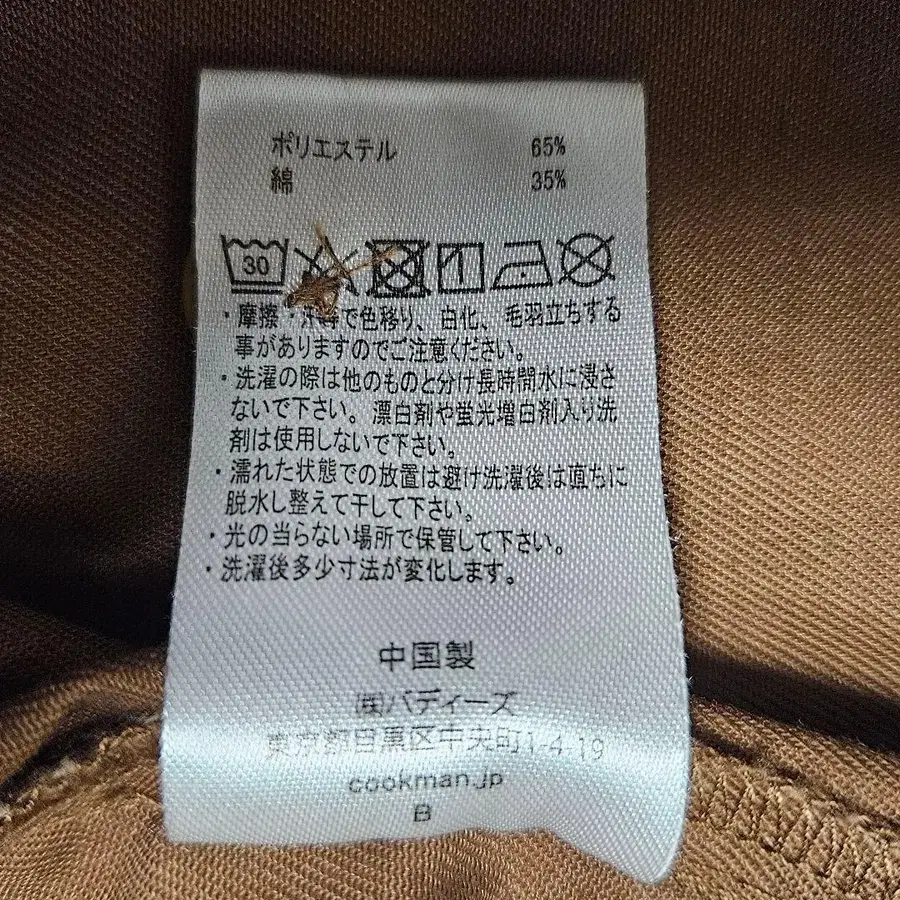 ポリエステル 65%
綿 35%
30
・摩擦・汗等で色移り、白化、毛羽立ちする
事がありますのでご注意ください。
・洗濯の際は他のものと分け長時間水に浸さ
ないで下さい。漂白剤や蛍光増白剤入り洗
剤は使用しないで下さい。
・濡れた状態での放置は避け洗濯後は直ちに
脱水し整えて干して下さい。
・光の当らない場所で保管して下さい。
・洗濯後多少寸法が変化します。
中国製
㈱バディーズ
東京都目黒区中央町1-4-19
cookman.jp
B